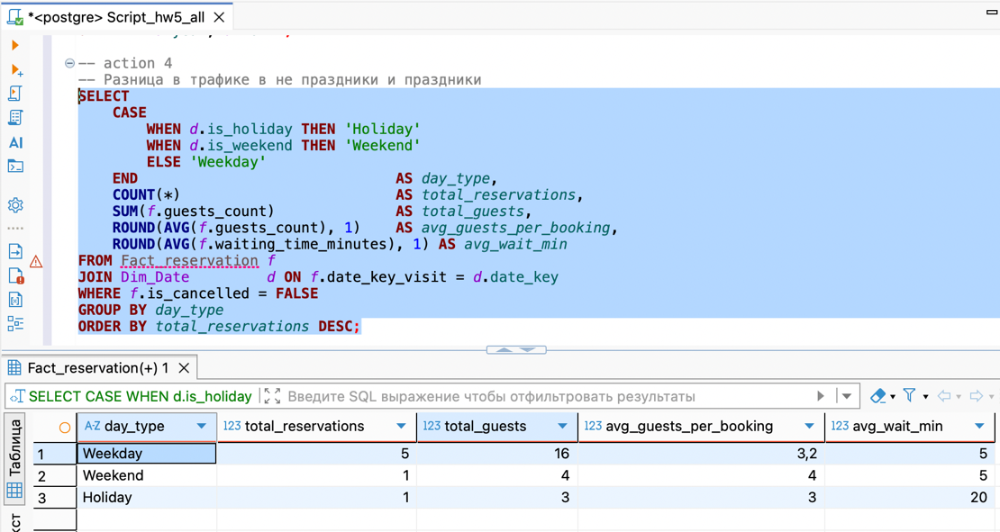 *<postgre> Script_hw5_all
-- action 4
-- Разница в трафике в не праздники и праздники
SELECT
CASE
WHEN d.is_holiday THEN 'Holiday'
WHEN d.is_weekend THEN 'Weekend'
ELSE 'Weekday'
END AS day_type,
COUNT(*) AS total_reservations,
SUM(f.guests_count) AS total_guests,
ROUND(AVG(f.guests_count), 1) AS avg_guests_per_booking,
ROUND(AVG(f.waiting_time_minutes), 1) AS avg_wait_min
FROM Fact_reservation f
JOIN Dim_Date d ON f.date_key_visit = d.date_key
WHERE f.is_cancelled = FALSE
GROUP BY day_type
ORDER BY total_reservations DESC;
AI
Fact_reservation(+) 1
SELECT CASE WHEN d.is_holiday Введите SQL выражение чтобы отфильтровать результаты
Таблица
A-Z day_type 123 total_reservations 123 total_guests 123 avg_guests_per_booking 123 avg_wait_min
1 Weekday 5 16 3,2 5
2 Weekend 1 4 4 5
3 Holiday 1 3 3 20